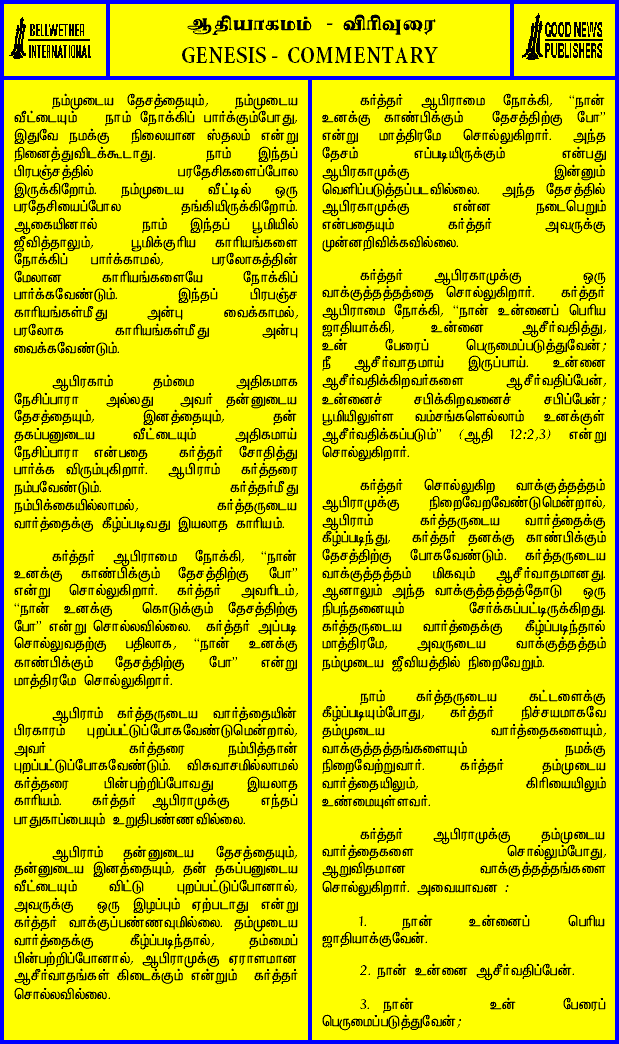 BELLWETHER
INTERNATIONAL
ஆதியாகமம் - விரிவுரை
GENESIS - COMMENTARY
GOOD NEWS
PUBLISHERS
நம்முடைய தேசத்தையும், நம்முடைய
வீட்டையும் நாம் நோக்கிப் பார்க்கும்போது,
இதுவே நமக்கு நிலையான ஸ்தலம் என்று
நினைத்துவிடக்கூடாது. நாம் இந்தப்
பிரபஞ்சத்தில் பரதேசிகளைப்போல
இருக்கிறோம். நம்முடைய வீட்டில் ஒரு
பரதேசியைப்போல தங்கியிருக்கிறோம்.
ஆகையினால் நாம் இந்தப் பூமியில்
ஜீவித்தாலும், பூமிக்குரிய காரியங்களை
நோக்கிப் பார்க்காமல், பரலோகத்தின்
மேலான காரியங்களையே நோக்கிப்
பார்க்கவேண்டும். இந்தப் பிரபஞ்ச
காரியங்கள்மீது அன்பு வைக்காமல்,
பரலோக காரியங்கள்மீது அன்பு
வைக்கவேண்டும்.
ஆபிரகாம் தம்மை அதிகமாக
நேசிப்பாரா அல்லது அவர் தன்னுடைய
தேசத்தையும், இனத்தையும், தன்
தகப்பனுடைய வீட்டையும் அதிகமாய்
நேசிப்பாரா என்பதை கர்த்தர் சோதித்து
பார்க்க விரும்புகிறார். ஆபிராம் கர்த்தரை
நம்பவேண்டும். கர்த்தர்மீது
நம்பிக்கையில்லாமல், கர்த்தருடைய
வார்த்தைக்கு கீழ்ப்படிவது இயலாத காரியம்.
கர்த்தர் ஆபிராமை நோக்கி, “நான்
உனக்கு காண்பிக்கும் தேசத்திற்கு போ”
என்று சொல்லுகிறார். கர்த்தர் அவரிடம்,
“நான் உனக்கு கொடுக்கும் தேசத்திற்கு
போ” என்று சொல்லவில்லை. கர்த்தர் அப்படி
சொல்லுவதற்கு பதிலாக, “நான் உனக்கு
காண்பிக்கும் தேசத்திற்கு போ” என்று
மாத்திரமே சொல்லுகிறார்.
ஆபிராம் கர்த்தருடைய வார்த்தையின்
பிரகாரம் புறப்பட்டுப்போகவேண்டுமென்றால்,
அவர் கர்த்தரை நம்பித்தான்
புறப்பட்டுப்போகவேண்டும். விசுவாசமில்லாமல்
கர்த்தரை பின்பற்றிப்போவது இயலாத
காரியம். கர்த்தர் ஆபிராமுக்கு எந்தப்
பாதுகாப்பையும் உறுதிபண்ணவில்லை.
ஆபிராம் தன்னுடைய தேசத்தையும்,
தன்னுடைய இனத்தையும், தன் தகப்பனுடைய
வீட்டையும் விட்டு புறப்பட்டுப்போனால்,
அவருக்கு ஒரு இழப்பும் ஏற்படாது என்று
கர்த்தர் வாக்குப்பண்ணவுமில்லை. தம்முடைய
வார்த்தைக்கு கீழ்ப்படிந்தால், தம்மைப்
பின்பற்றிப்போனால், ஆபிராமுக்கு ஏராளமான
ஆசீர்வாதங்கள் கிடைக்கும் என்றும் கர்த்தர்
சொல்லவில்லை.
கர்த்தர் ஆபிராமை நோக்கி, “நான்
உனக்கு காண்பிக்கும் தேசத்திற்கு போ”
என்று மாத்திரமே சொல்லுகிறார். அந்த
தேசம் எப்படியிருக்கும் என்பது
ஆபிரகாமுக்கு இன்னும்
வெளிப்படுத்தப்படவில்லை. அந்த தேசத்தில்
ஆபிரகாமுக்கு என்ன நடைபெறும்
என்பதையும் கர்த்தர் அவருக்கு
முன்னறிவிக்கவில்லை.
கர்த்தர் ஆபிரகாமுக்கு ஒரு
வாக்குத்தத்தத்தை சொல்லுகிறார். கர்த்தர்
ஆபிராமை நோக்கி, “நான் உன்னைப் பெரிய
ஜாதியாக்கி, உன்னை ஆசீர்வதித்து,
உன் பேரைப் பெருமைப்படுத்துவேன்;
நீ ஆசீர்வாதமாய் இருப்பாய். உன்னை
ஆசீர்வதிக்கிறவர்களை ஆசீர்வதிப்பேன்,
உன்னைச் சபிக்கிறவனைச் சபிப்பேன்;
பூமியிலுள்ள வம்சங்களெல்லாம் உனக்குள்
ஆசீர்வதிக்கப்படும்” (ஆதி 12:2,3) என்று
சொல்லுகிறார்.
கர்த்தர் சொல்லுகிற வாக்குத்தத்தம்
ஆபிராமுக்கு நிறைவேறவேண்டுமென்றால்,
ஆபிராம் கர்த்தருடைய வார்த்தைக்கு
கீழ்ப்படிந்து, கர்த்தர் தனக்கு காண்பிக்கும்
தேசத்திற்கு போகவேண்டும். கர்த்தருடைய
வாக்குத்தத்தம் மிகவும் ஆசீர்வாதமானது.
ஆனாலும் அந்த வாக்குத்தத்தத்தோடு ஒரு
நிபந்தனையும் சேர்க்கப்பட்டிருக்கிறது.
கர்த்தருடைய வார்த்தைக்கு கீழ்ப்படிந்தால்
மாத்திரமே, அவருடைய வாக்குத்தத்தம்
நம்முடைய ஜீவியத்தில் நிறைவேறும்.
நாம் கர்த்தருடைய கட்டளைக்கு
கீழ்ப்படியும்போது, கர்த்தர் நிச்சயமாகவே
தம்முடைய வார்த்தைகளையும்,
வாக்குத்தத்தங்களையும் நமக்கு
நிறைவேற்றுவார். கர்த்தர் தம்முடைய
வார்த்தையிலும், கிரியையிலும்
உண்மையுள்ளவர்.
கர்த்தர் ஆபிராமுக்கு தம்முடைய
வார்த்தைகளை சொல்லும்போது,
ஆறுவிதமான வாக்குத்தத்தங்களை
சொல்லுகிறார். அவையாவன :
1. நான் உன்னைப் பெரிய
ஜாதியாக்குவேன்.
2. நான் உன்னை ஆசீர்வதிப்பேன்.
3. நான் உன் பேரைப்
பெருமைப்படுத்துவேன்;